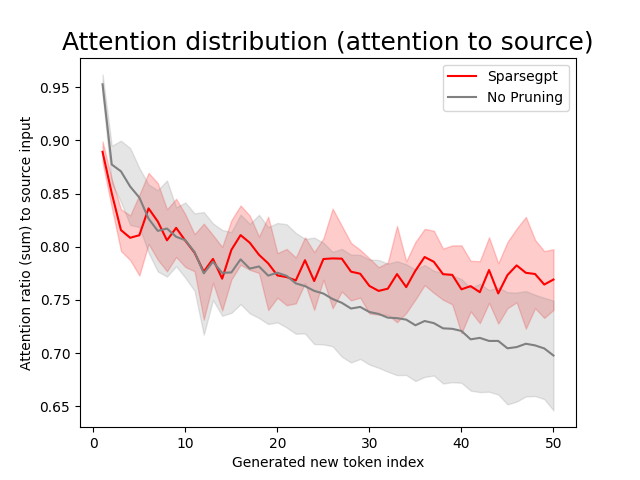 Attention distribution (attention to source)
Sparsegpt
No Pruning
Attention ratio (sum) to source input
0.95
0.90
0.85
0.80
0.75
0.70
0.65
0 10 20 30 40 50
Generated new token index